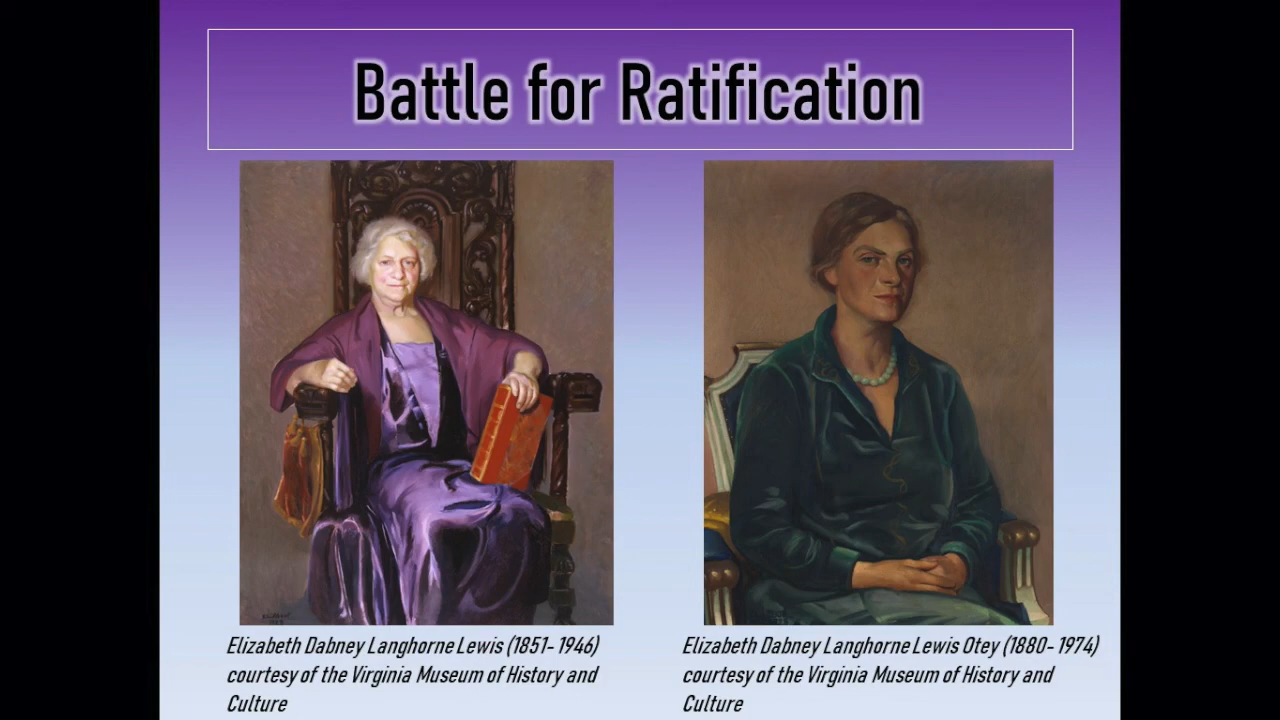 Battle for Ratification
Elizabeth Dabney Langhorne Lewis (1851- 1946)
courtesy of the Virginia Museum of History and
Culture
Elizabeth Dabney Langhorne Lewis Otey (1880- 1974)
courtesy of the Virginia Museum of History and
Culture